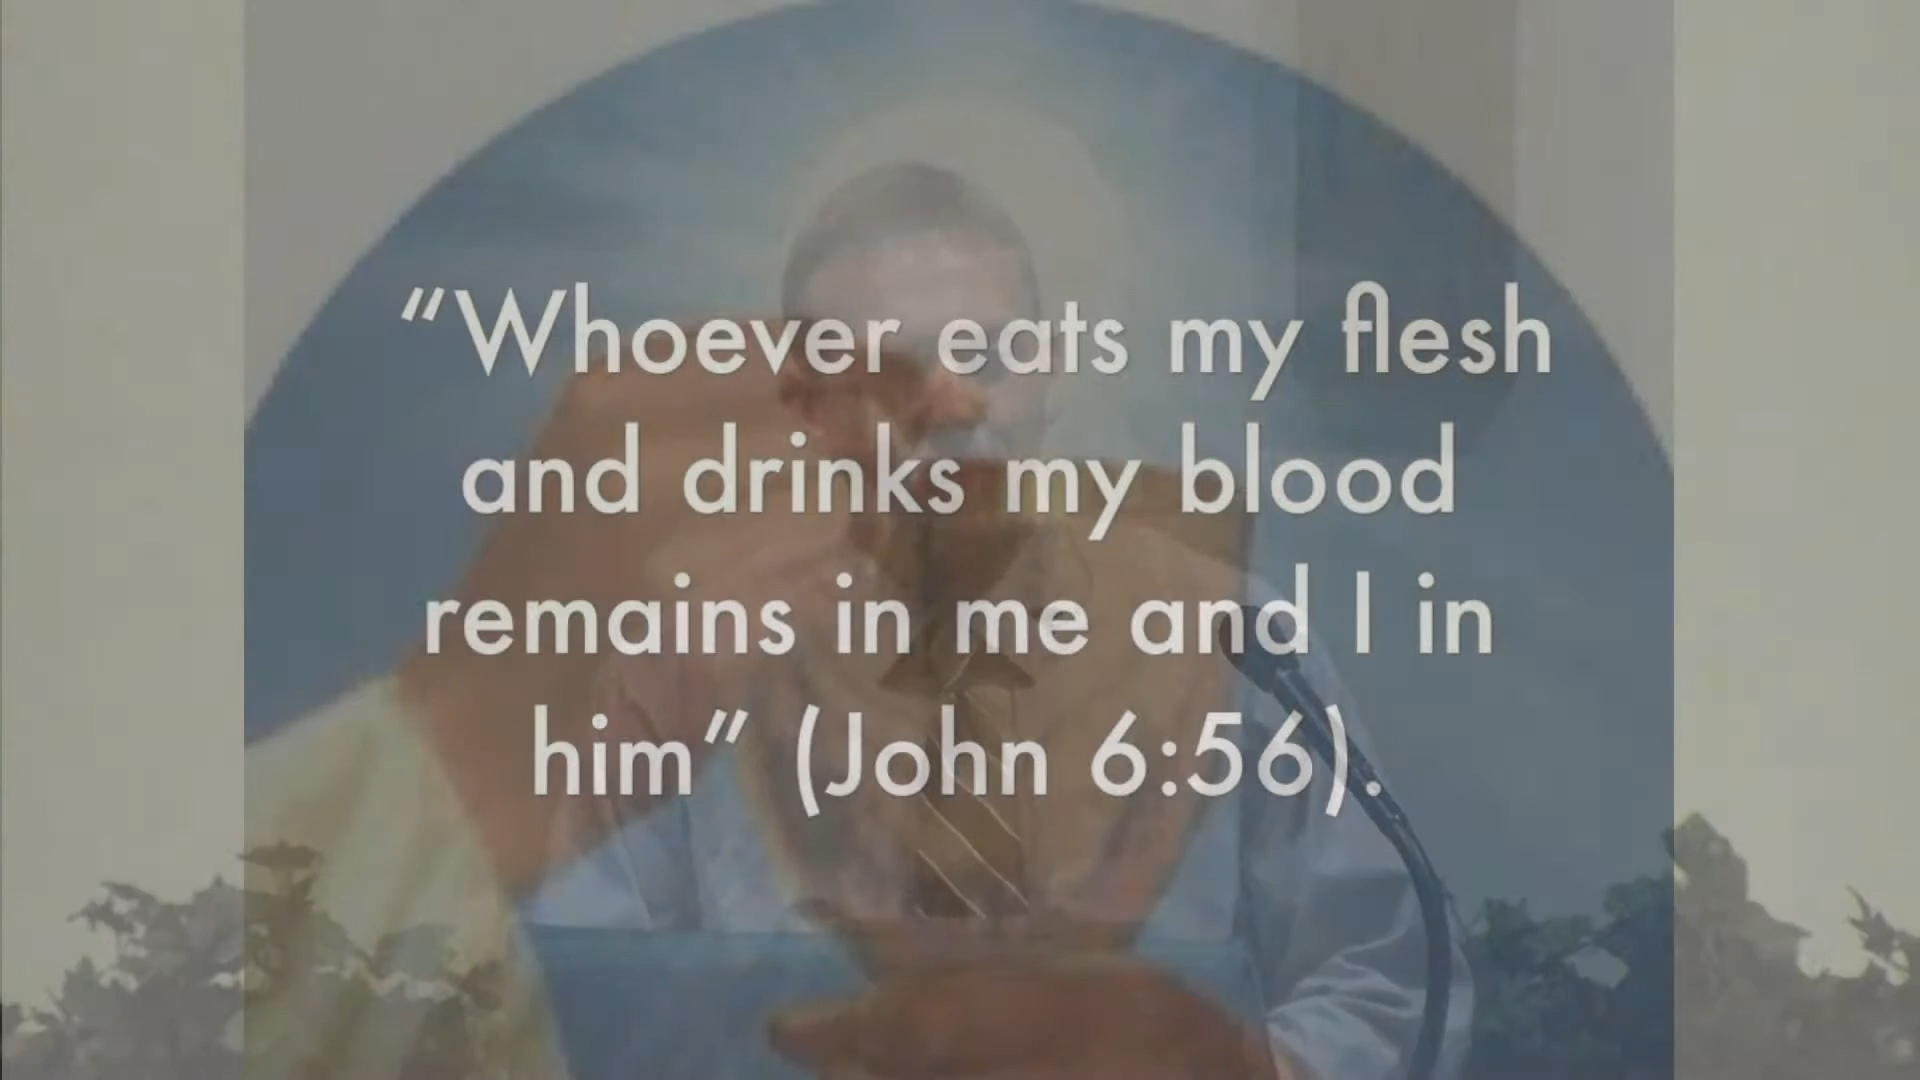 “Whoever eats my flesh
and drinks my blood
remains in me and I in
him” (John 6:56).